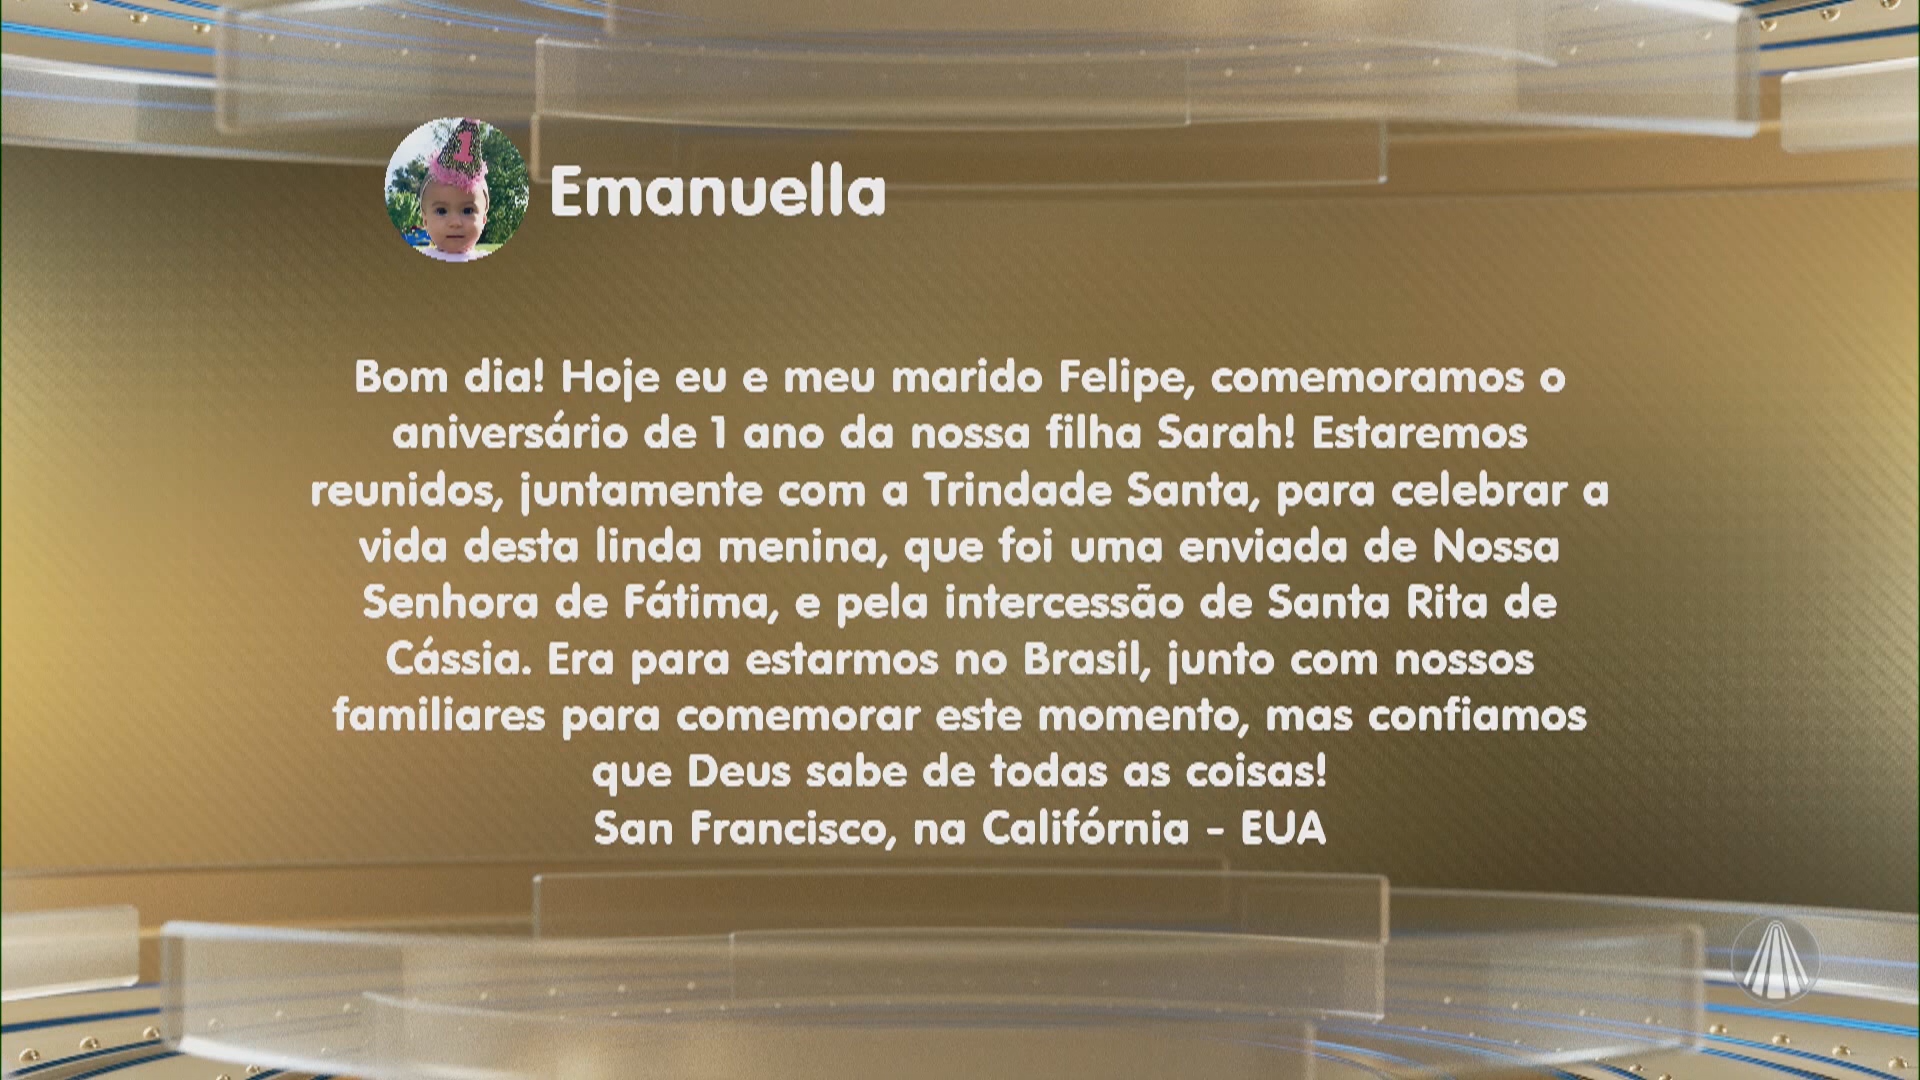 1
Emanuella
Bom dia! Hoje eu e meu marido Felipe, comemoramos o
aniversário de 1 ano da nossa filha Sarah! Estaremos
reunidos, juntamente com a Trindade Santa, para celebrar a
vida desta linda menina, que foi uma enviada de Nossa
Senhora de Fátima, e pela intercessão de Santa Rita de
Cássia. Era para estarmos no Brasil, junto com nossos
familiares para comemorar este momento, mas confiamos
que Deus sabe de todas as coisas!
San Francisco, na Califórnia - EUA